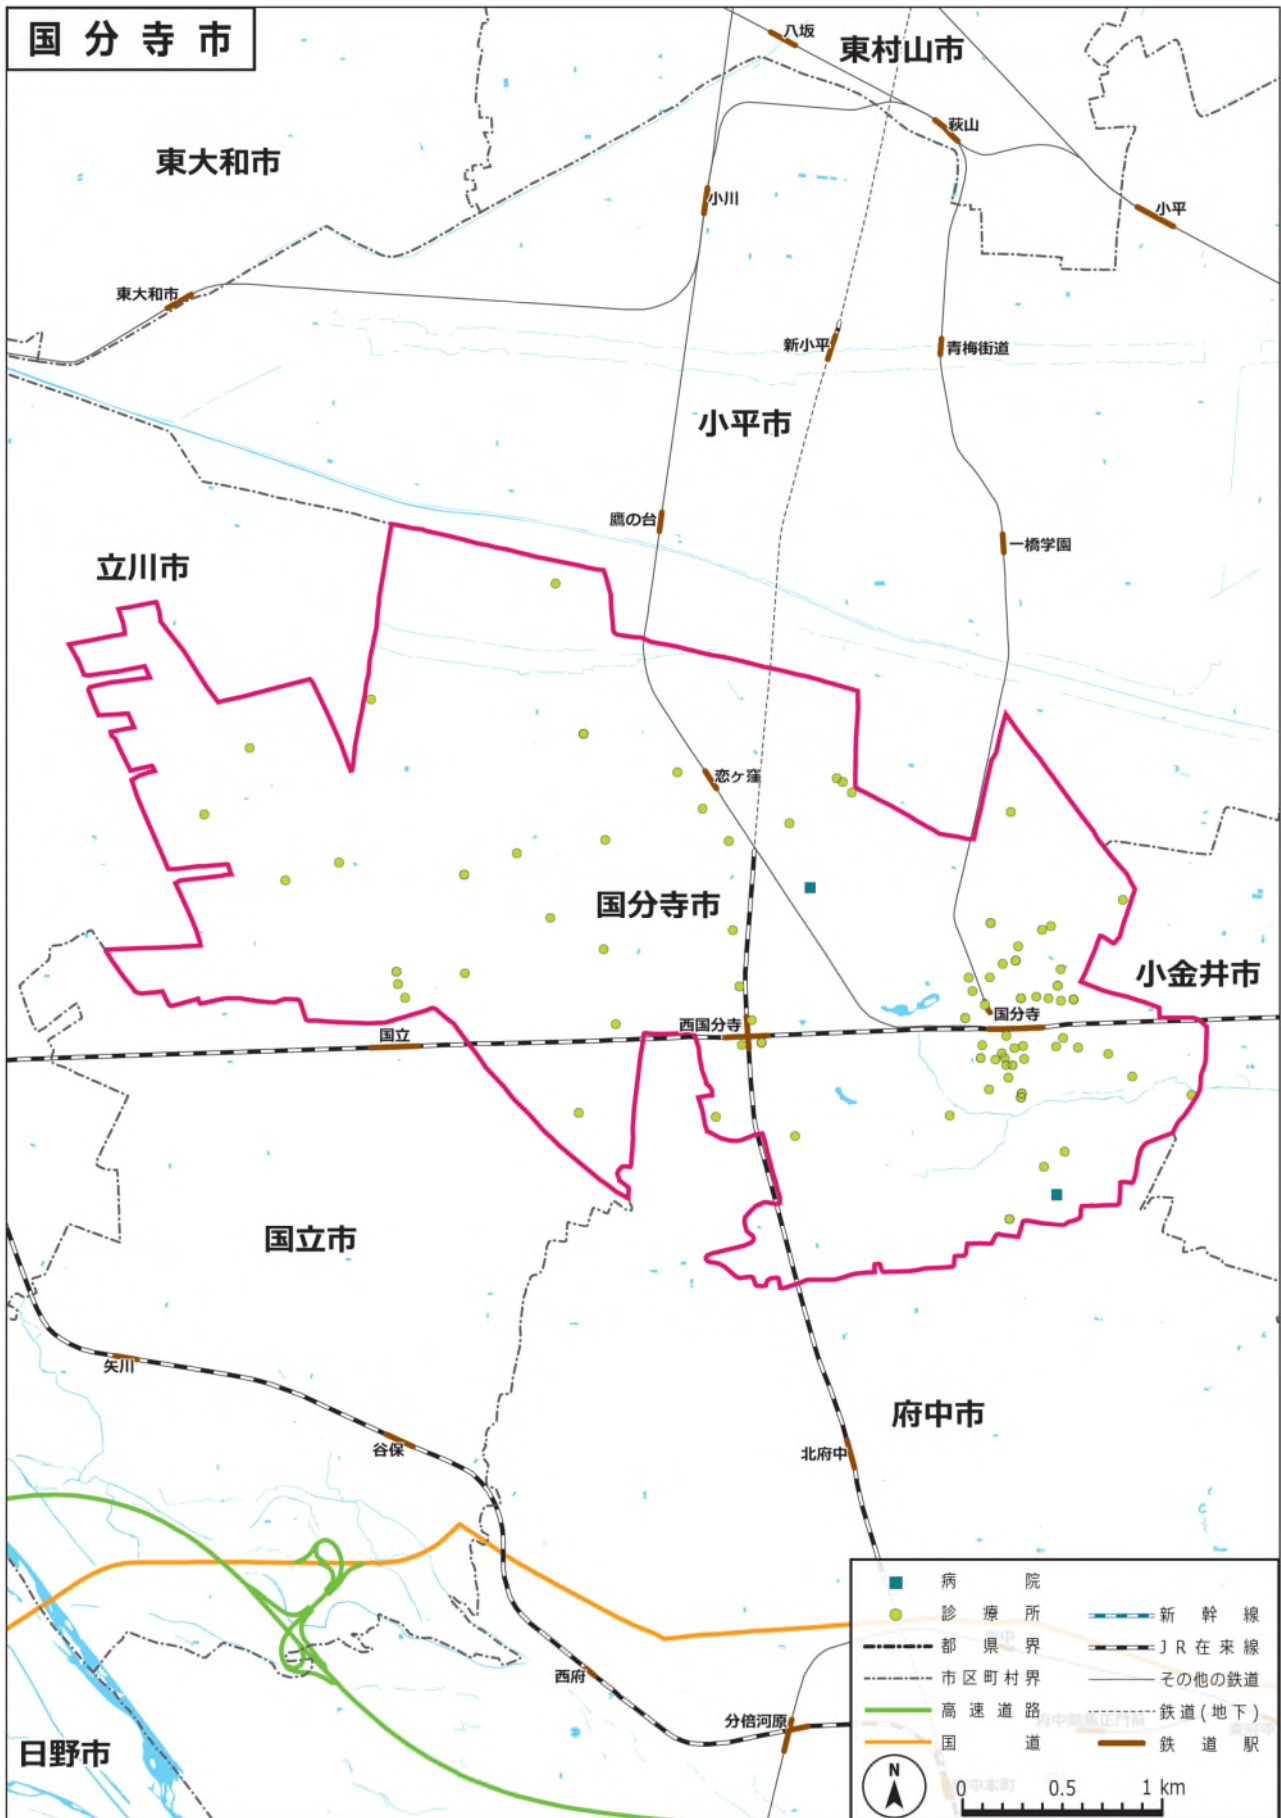 国分寺市
八坂
東村山市
萩山
東大和市
小川
小平
東大和市
新小平
青梅街道
小平市
鷹の台
一橋学園
立川市
恋ヶ窪
国分寺市
小金井市
国分寺
西国分寺
国立
国立市
矢川
府中市
谷保
北府中
病院
診療所
新幹線
都県界
JR在来線
市区町村界
その他の鉄道
西府
高速道路
鉄道(地下)
分倍河原
国道
鉄道駅
日野市
N
0 0.5 1 km